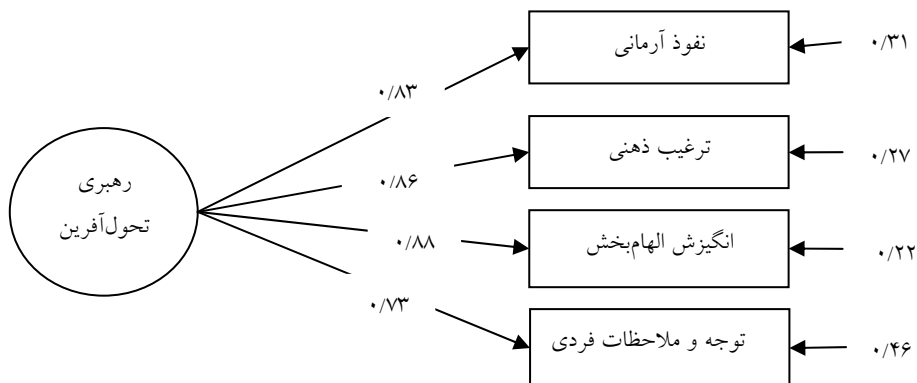 نفوذ آرمانی
۰/۳۱
۰/۸۳
ترغیب ذهنی
۰/۲۷
۰/۸۶
رهبری
تحول‌آفرین
انگیزش الهام‌بخش
۰/۲۲
۰/۸۸
۰/۷۳
توجه و ملاحظات فردی
۰/۴۶